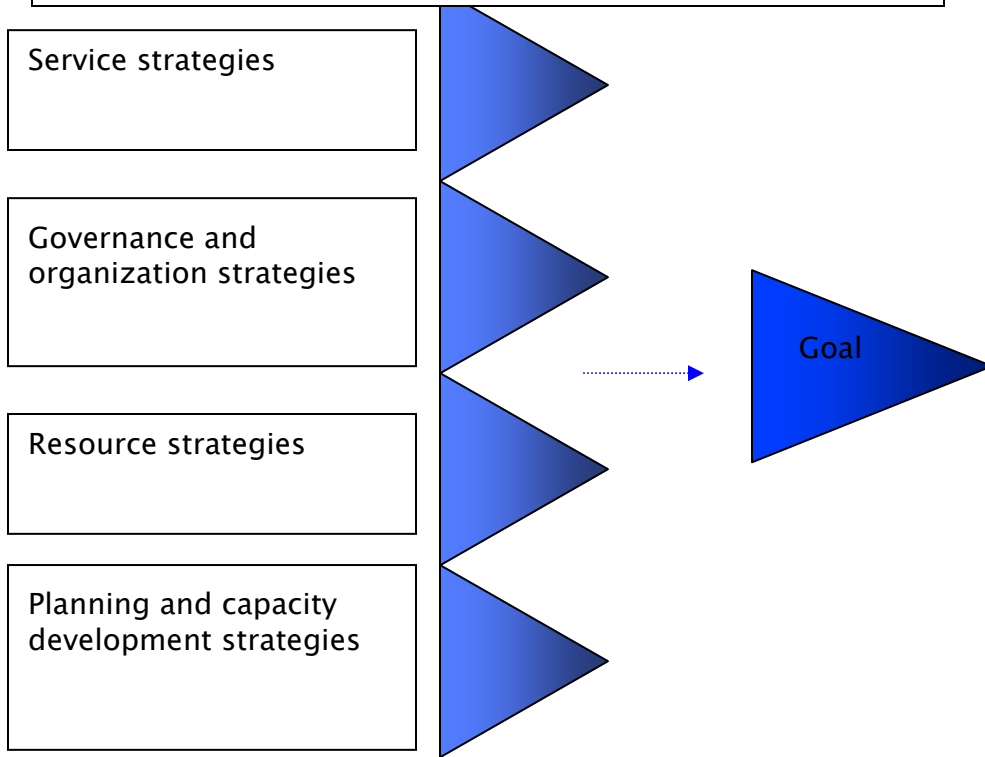 Service strategies
Governance and
organization strategies
Goal
Resource strategies
Planning and capacity
development strategies